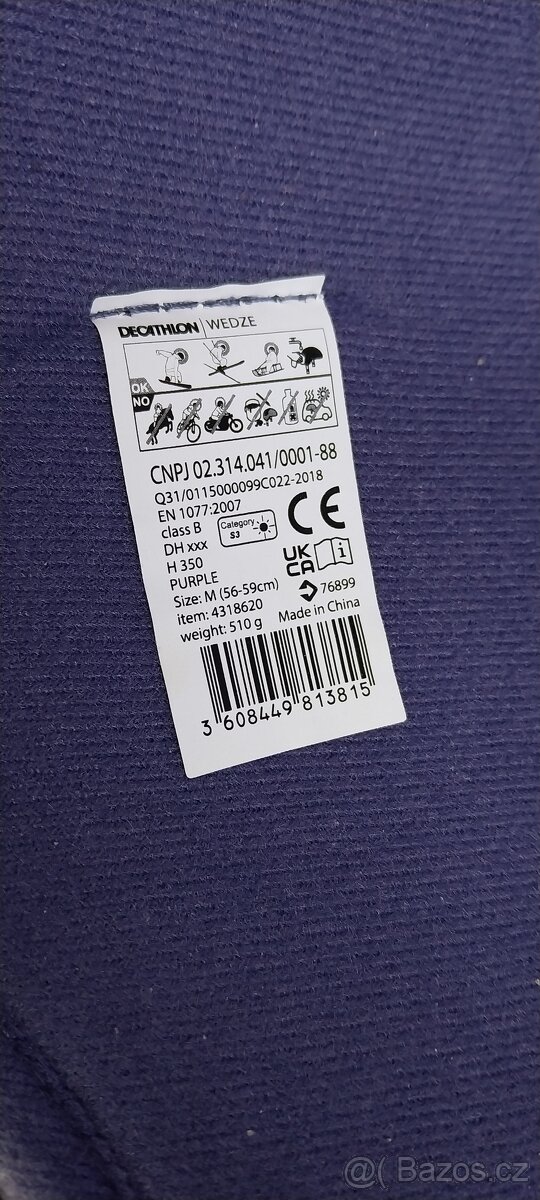 DECATHLON | WEDZE
OK
NO
CNPJ 02.314.041/0001-88
Q31/0115000099C022-2018
EN 1077:2007
class B
Category
S3
DH xxx
H 350
PURPLE
CE
UK
CA
i
Size: M (56-59cm)
76899
item: 4318620
Made in China
weight: 510 g
3 608449 813815
@( Bazos.cz